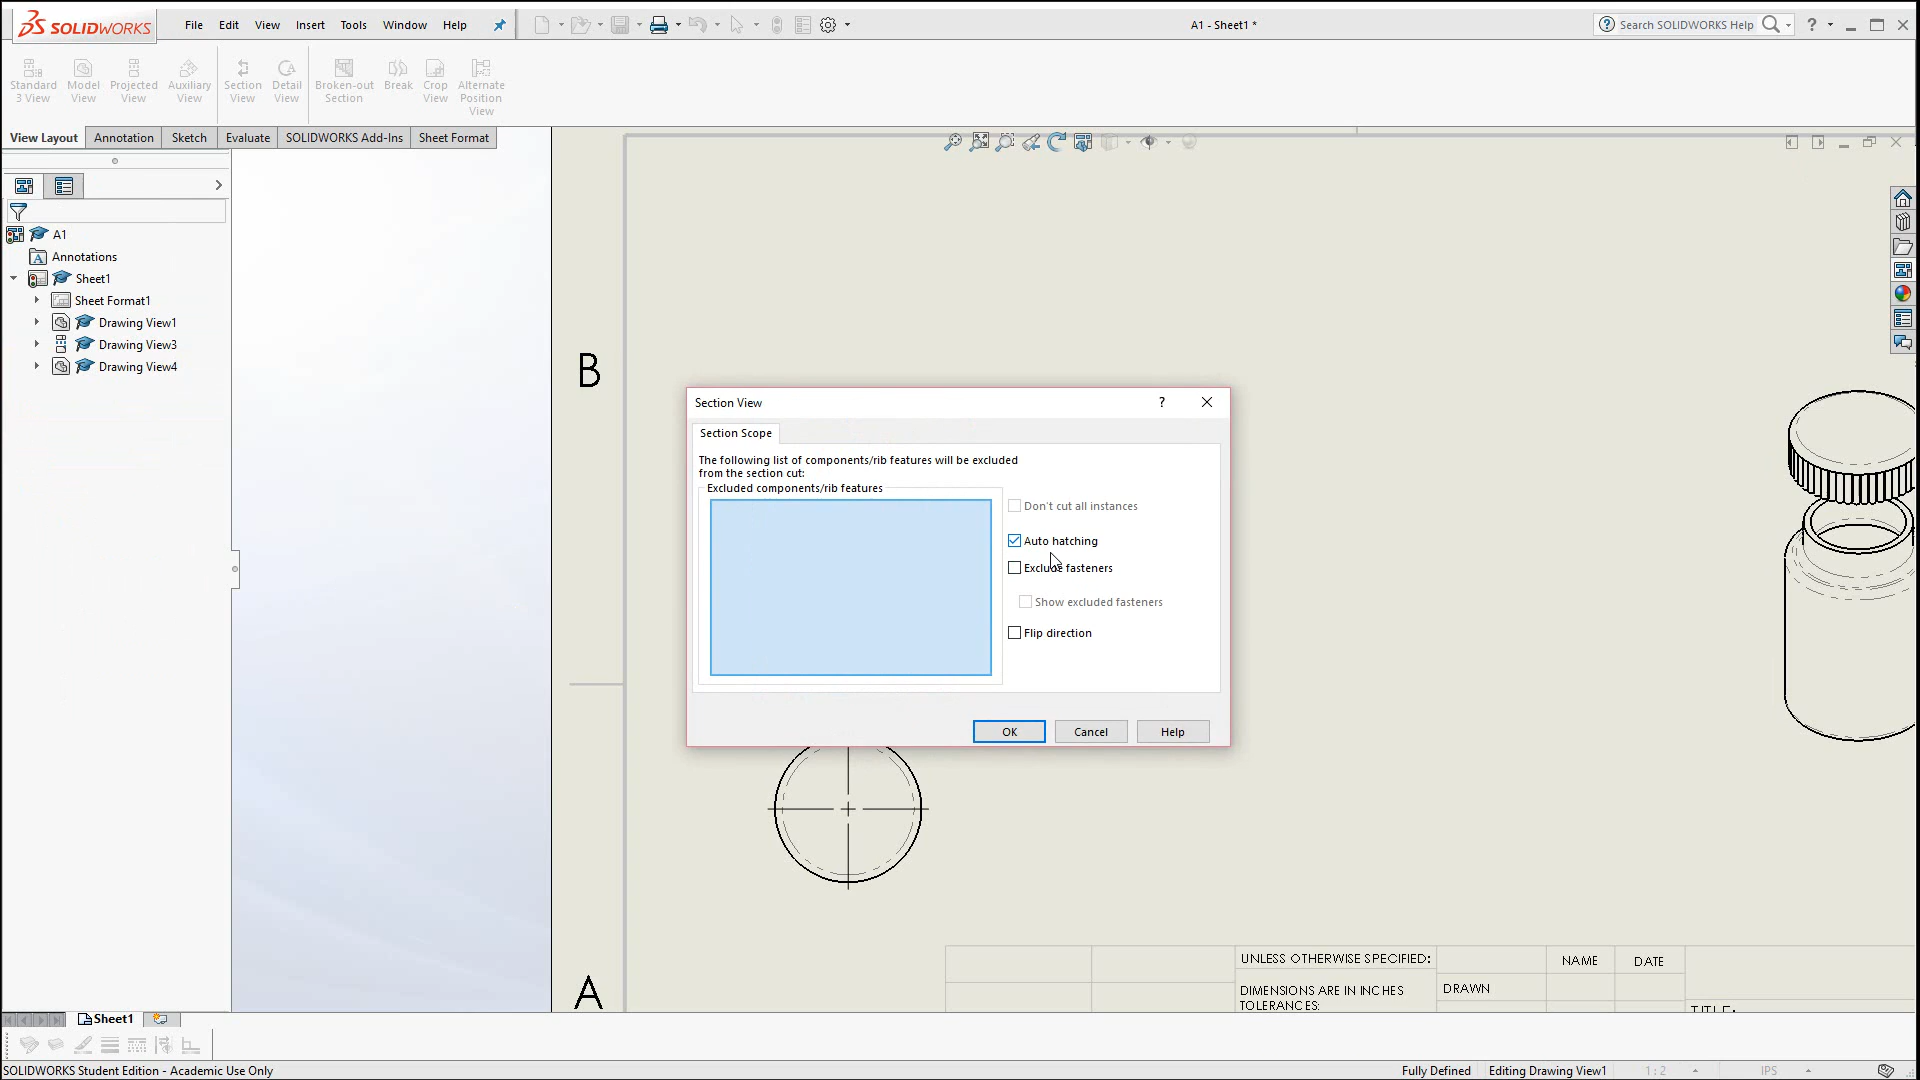 SOLIDWORKS
File Edit View Insert Tools Window Help
A1 - Sheet1 *
Search SOLIDWORKS Help
?
Standard 3 View
Model View
Projected View
Auxiliary View
Section View
Detail View
Broken-out Section
Break
Crop View
Alternate Position View
View Layout Annotation Sketch Evaluate SOLIDWORKS Add-Ins Sheet Format
A1
Annotations
Sheet1
Sheet Format1
Drawing View1
Drawing View3
Drawing View4
B
Section View
?
Section Scope
The following list of components/rib features will be excluded
from the section cut:
Excluded components/rib features
Don't cut all instances
Auto hatching
Exclude fasteners
Show excluded fasteners
Flip direction
OK Cancel Help
A
UNLESS OTHERWISE SPECIFIED:
NAME DATE
DIMENSIONS ARE IN INCHES
TOLERANCES:
DRAWN
TITLE:
Sheet1
SOLIDWORKS Student Edition - Academic Use Only
Fully Defined Editing Drawing View1 1 : 2 IPS